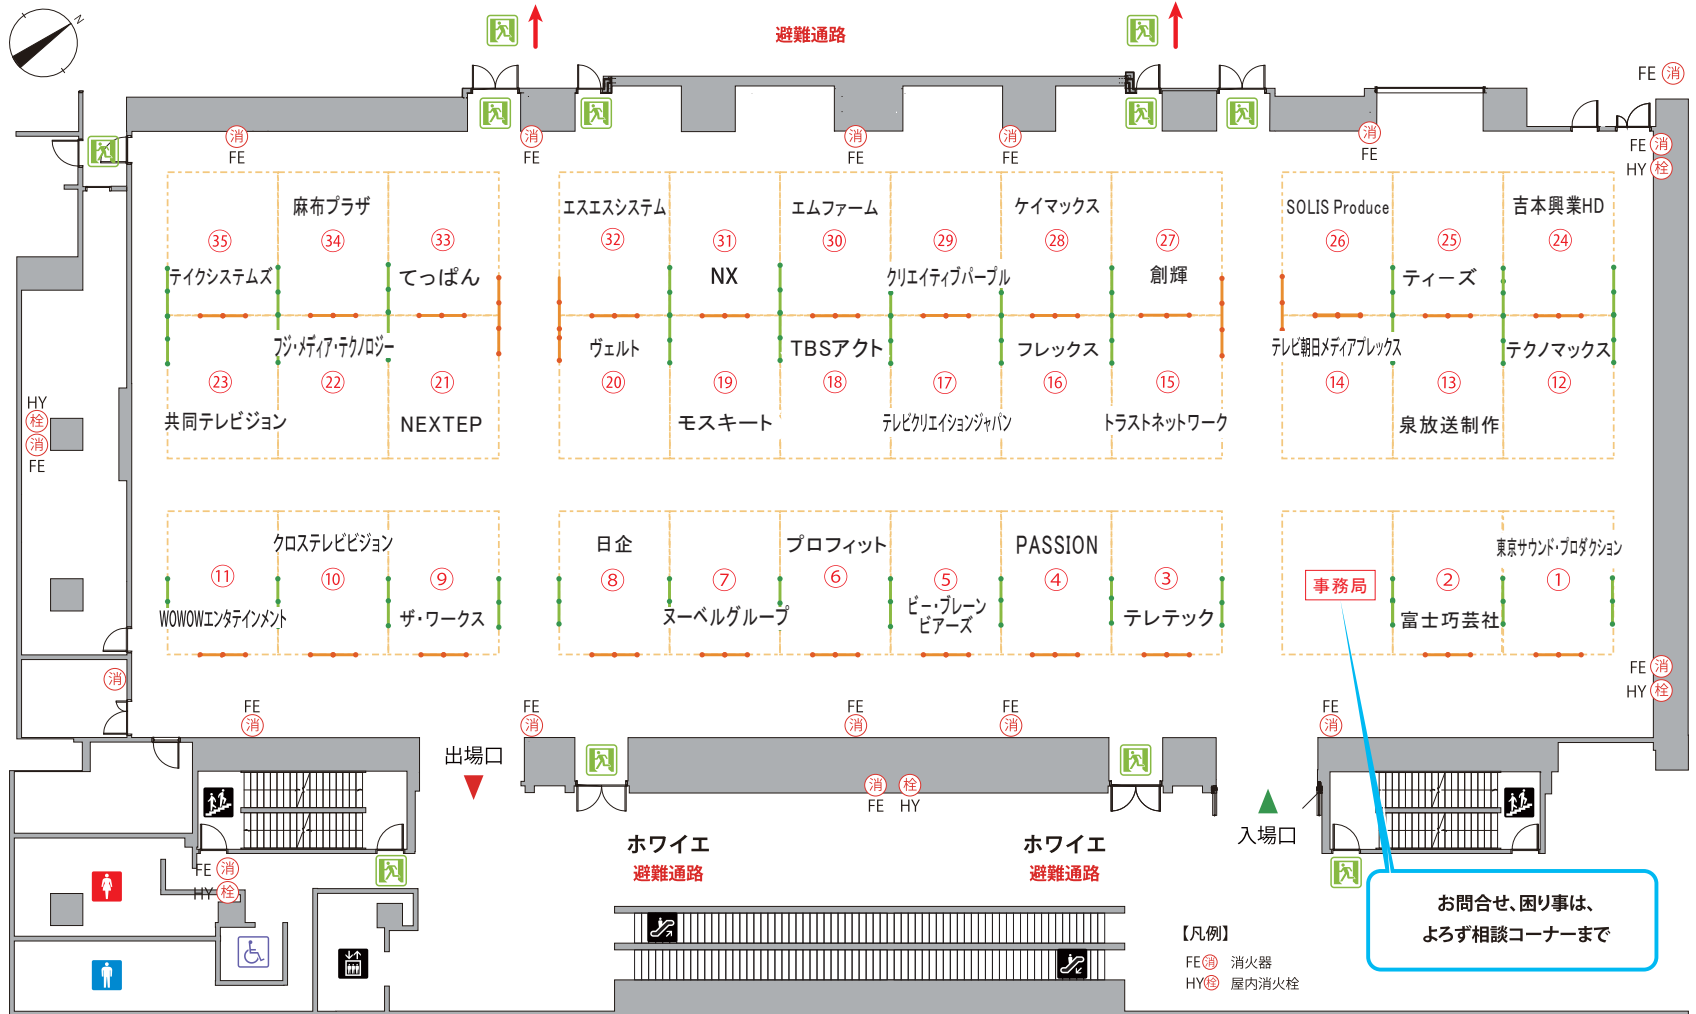 N
避難通路
FE 消
消
FE
消
FE
消
FE
消
FE
消
FE
FE 消
HY 栓
麻布プラザ
エスエスシステム
エムファーム
ケイマックス
SOLIS Produce
吉本興業HD
35
34
33
32
31
30
29
28
27
26
25
24
テイクシステムズ
てっぱん
NX
クリエイティブパープル
創輝
ティーズ
フジ・メディア・テクノロジー
ヴェルト
TBSアクト
フレックス
テレビ朝日メディアプレックス
テクノマックス
23
22
21
20
19
18
17
16
15
14
13
12
共同テレビジョン
NEXTEP
モスキート
テレビクリエイションジャパン
トラストネットワーク
泉放送制作
HY
栓
消
FE
クロステレビビジョン
日企
プロフィット
PASSION
東京サウンド・プロダクション
11
10
9
8
7
6
5
4
3
事務局
2
1
WOWOWエンタテインメント
ザ・ワークス
ヌーベルグループ
ビー・ブレーン
ビアーズ
テレテック
富士巧芸社
消
FE 消
HY 栓
FE
消
FE
消
FE
消
FE
消
FE
消
出場口
消
FE
栓
HY
入場口
ホワイエ
避難通路
ホワイエ
避難通路
FE 消
HY 栓
お問合せ、困り事は、
よろず相談コーナーまで
【凡例】
FE消 消火器
HY栓 屋内消火栓